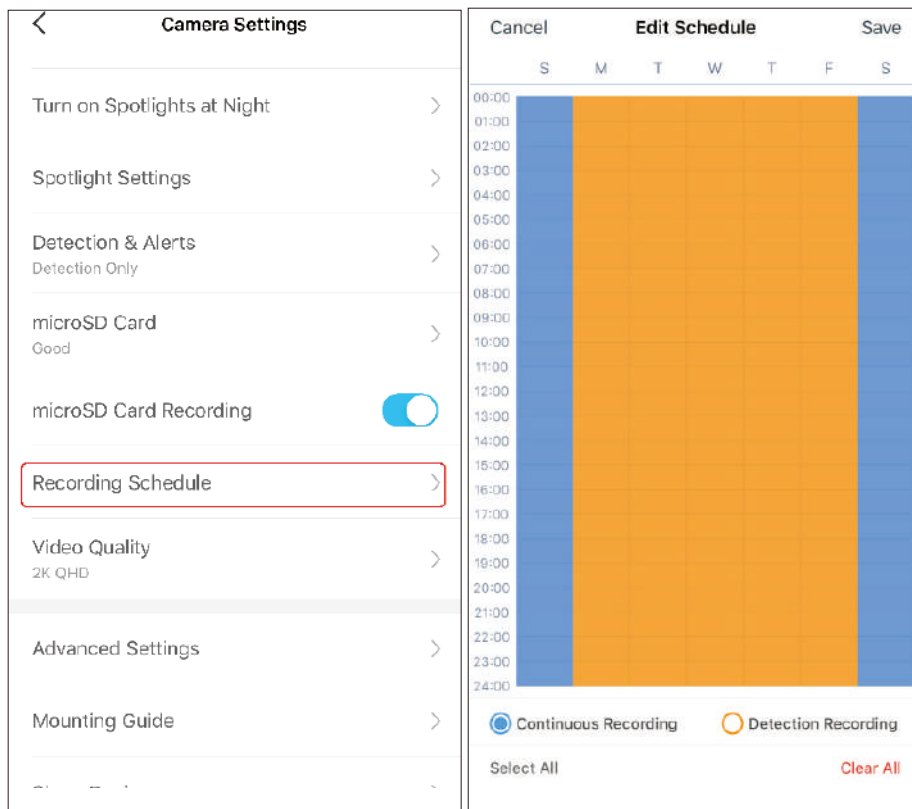 Camera Settings
Turn on Spotlights at Night
Spotlight Settings
Detection & Alerts
Detection Only
microSD Card
Good
microSD Card Recording
Recording Schedule
Video Quality
2K QHD
Advanced Settings
Mounting Guide
Cancel Edit Schedule Save
S M T W T F S
00:00
01:00
02:00
03:00
04:00
05:00
06:00
07:00
08:00
09:00
10:00
11:00
12:00
13:00
14:00
15:00
16:00
17:00
18:00
19:00
20:00
21:00
22:00
23:00
24:00
Continuous Recording Detection Recording
Select All Clear All